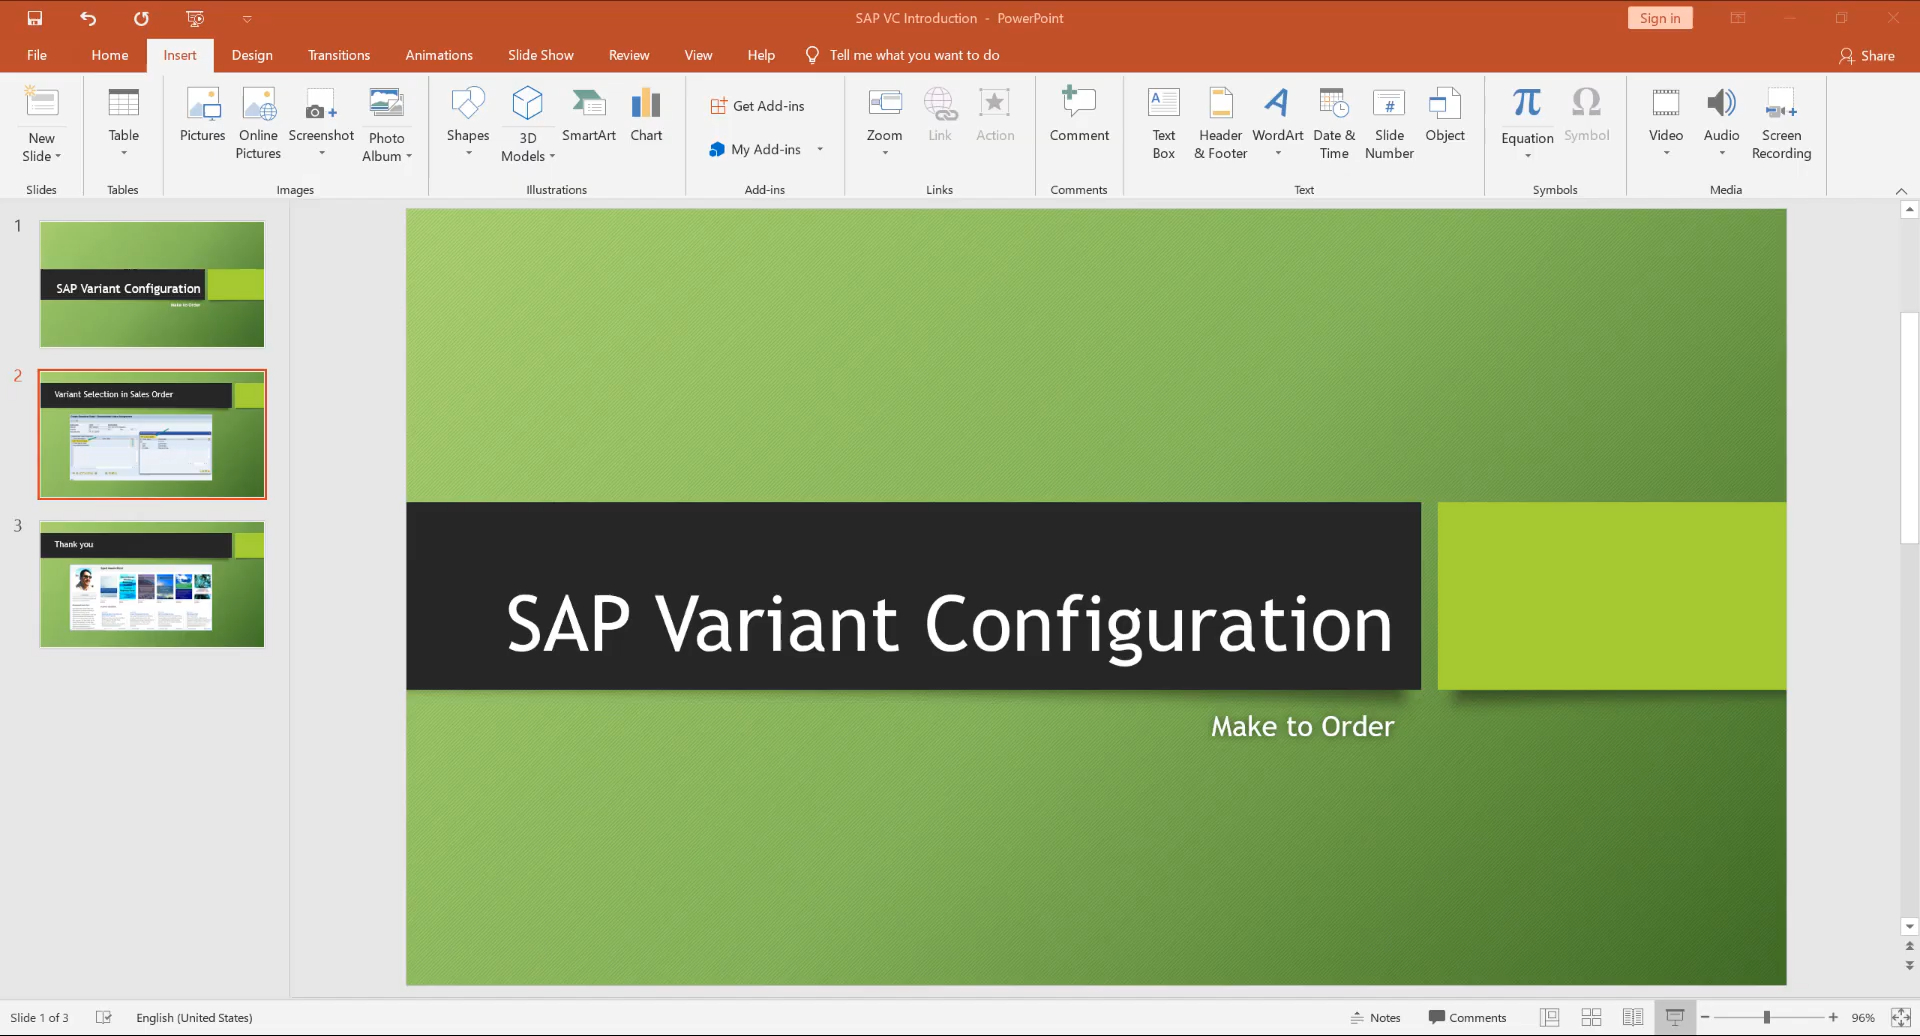 SAP VC Introduction - PowerPoint
Sign in
File Home Insert Design Transitions Animations Slide Show Review View Help Tell me what you want to do
Share
New Slide
Table
Pictures
Online Pictures
Screenshot
Photo Album
Shapes
3D Models
SmartArt
Chart
Get Add-ins
My Add-ins
Zoom
Link
Action
Comment
Text Box
Header & Footer
WordArt
Date & Time
Slide Number
Object
Equation
Symbol
Video
Audio
Screen Recording
Slides Tables Images Illustrations Add-ins Links Comments Text Symbols Media
1
SAP Variant Configuration
Make to Order
2
Variant Selection in Sales Order
3
Thank you
SAP Variant Configuration
Make to Order
Slide 1 of 3
English (United States)
Notes
Comments
96%